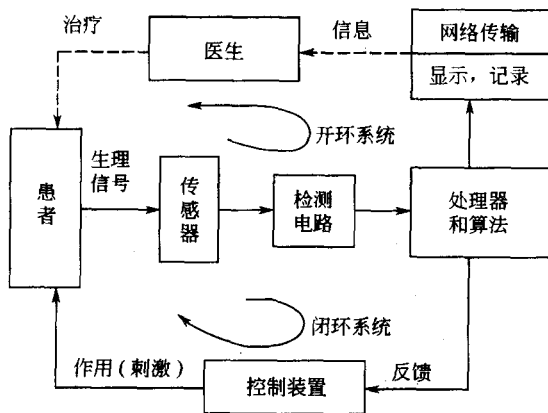 治疗
医生
信息
网络传输
显示，记录
开环系统
患者
生理
信号
传感器
检测
电路
处理器
和算法
闭环系统
作用（刺激）
控制装置
反馈